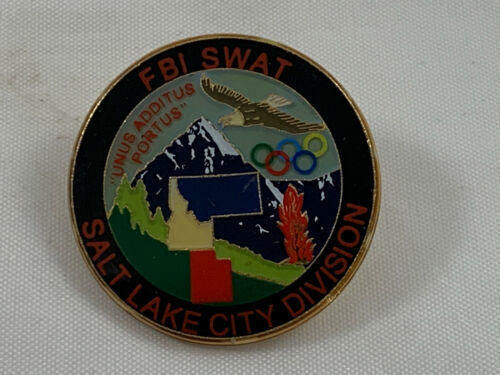 FBI SWAT
"UNUS ADDITUS
PORTUS"
SALT LAKE CITY DIVISION